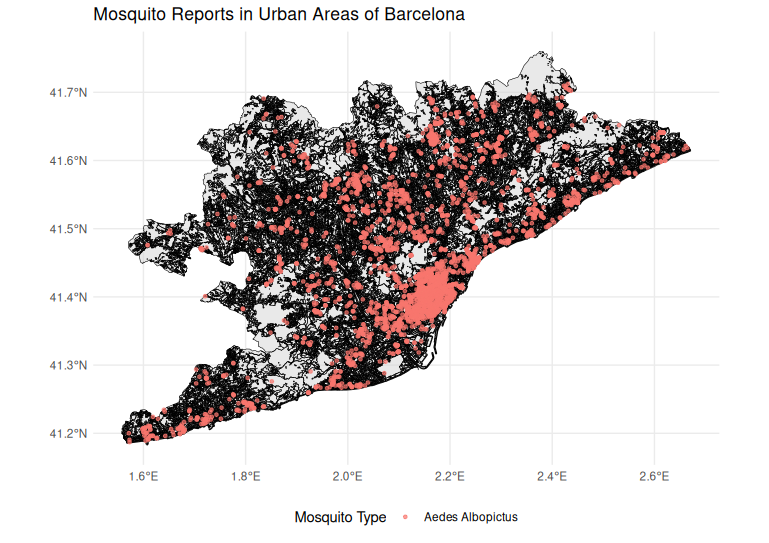 Mosquito Reports in Urban Areas of Barcelona
41.7°N
41.6°N
41.5°N
41.4°N
41.3°N
41.2°N
1.6°E 1.8°E 2.0°E 2.2°E 2.4°E 2.6°E
Mosquito Type Aedes Albopictus